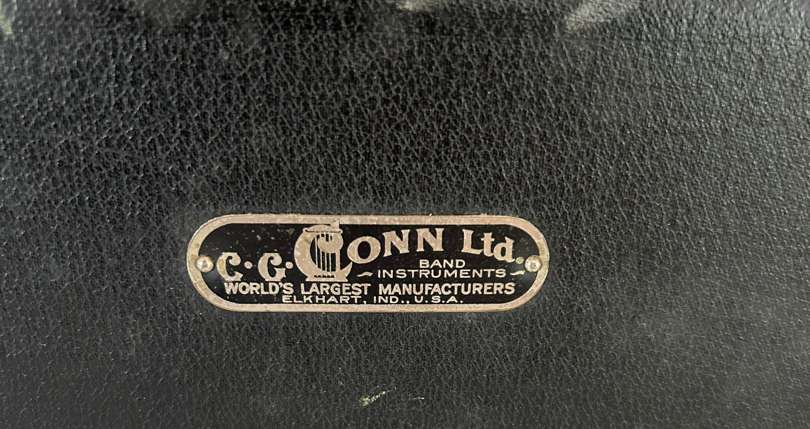 C. G. CONN Ltd.
BAND
~ INSTRUMENTS ~
WORLD'S LARGEST MANUFACTURERS
ELKHART, IND., U.S.A.